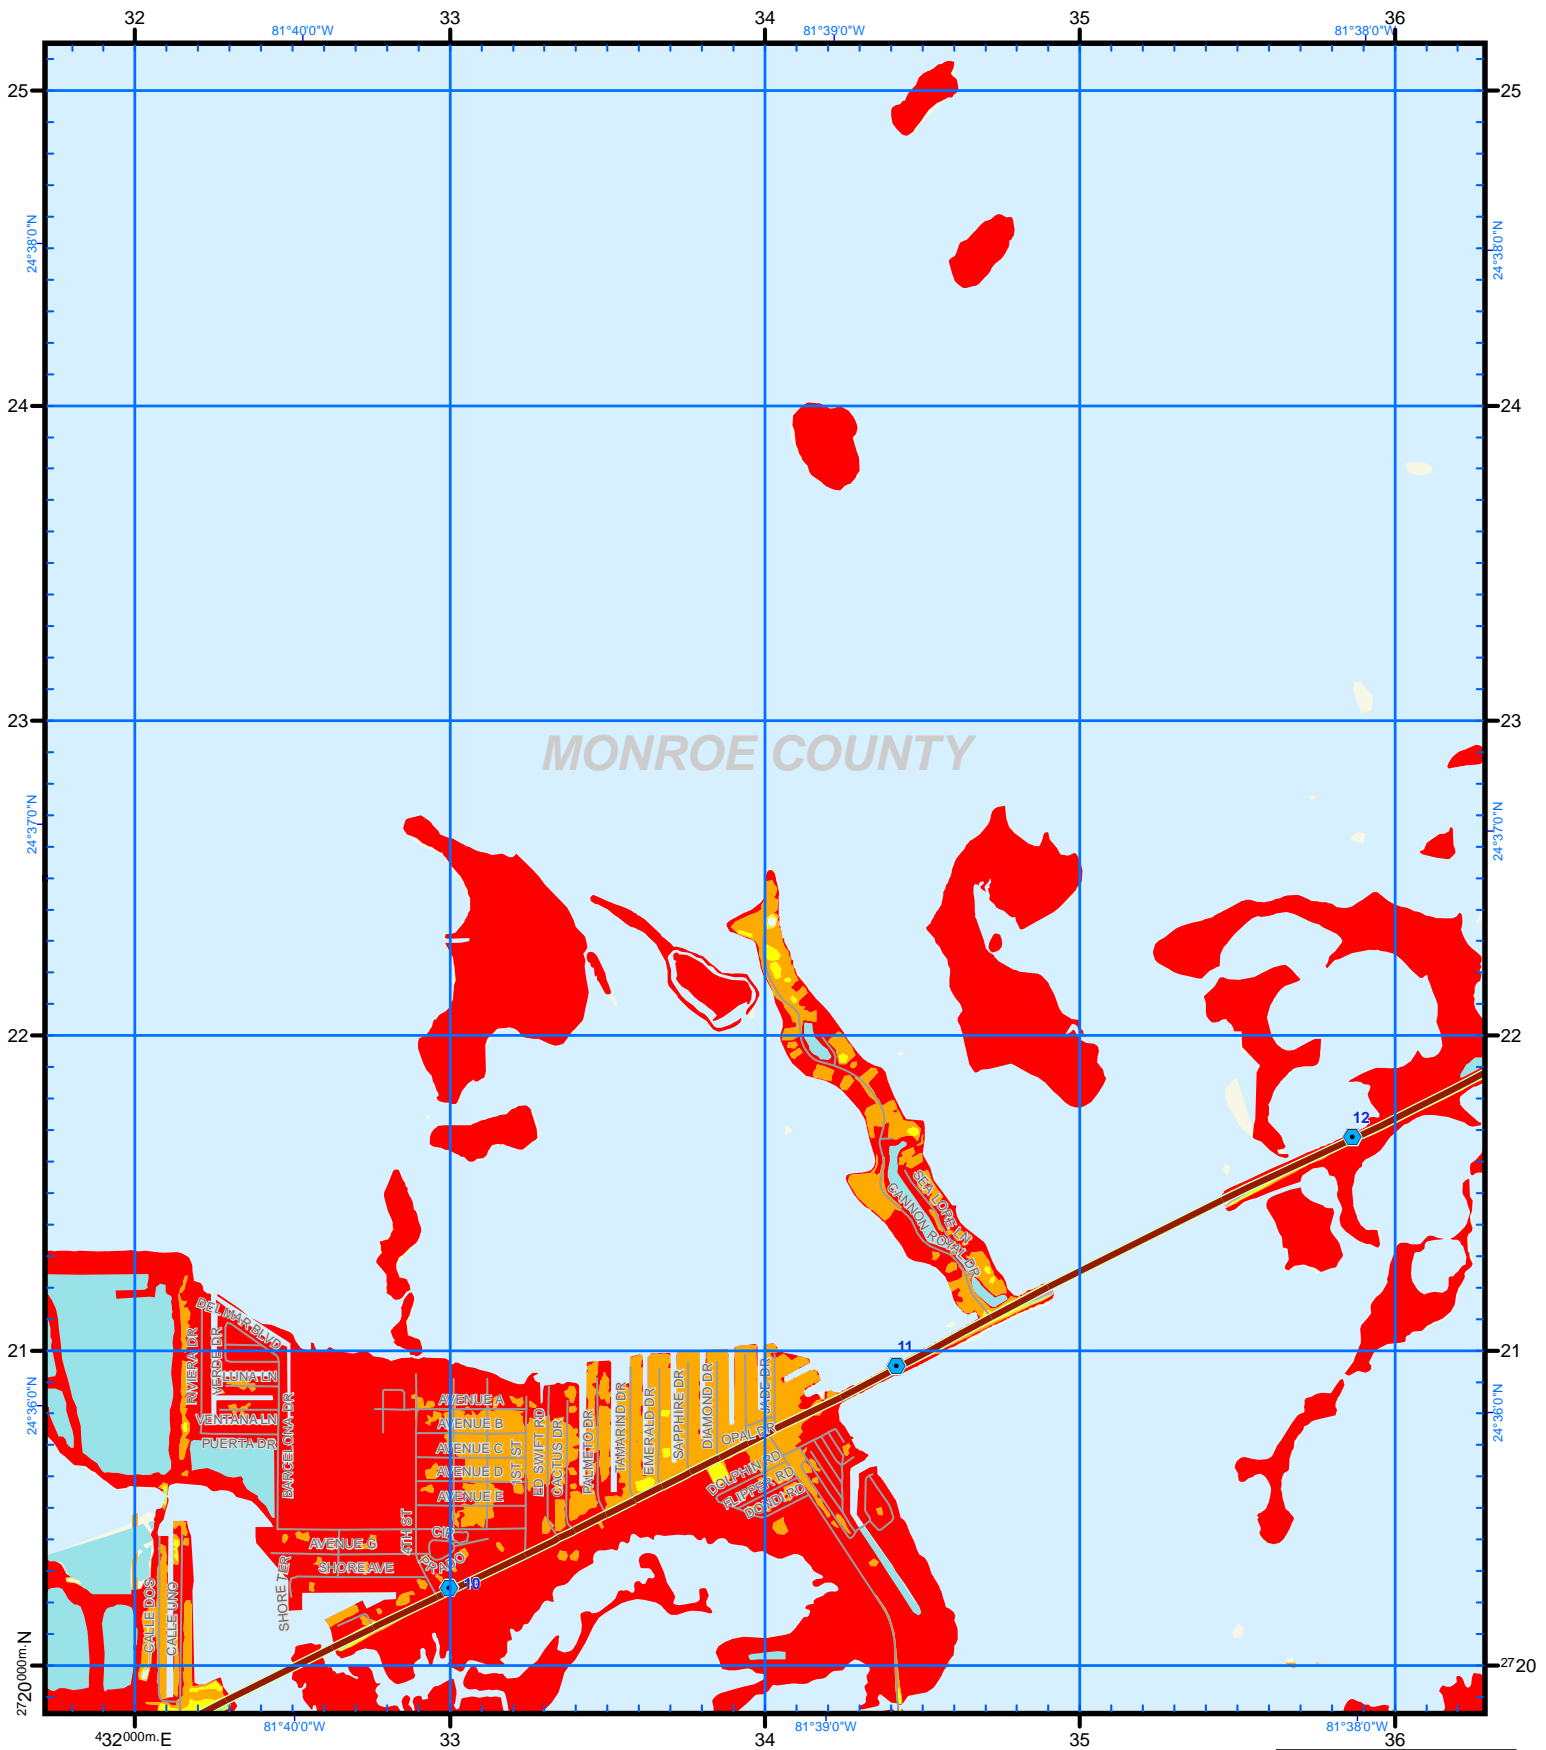 32 33 34 35 36
81°40'0"W 81°39'0"W 81°38'0"W
25 25
24°38'0"N 24°38'0"N
24 24
23 23
MONROE COUNTY
24°37'0"N 24°37'0"N
22 22
12
SEA LORE LN
CANNON ROYAL DR
DEL MAR BLVD
21 21
11
RIVIERA DR
VERDE DR
LUNA LN
VENTANA LN
PUERTA DR
BARCELONA DR
24°36'0"N 24°36'0"N
AVENUE A
AVENUE B
AVENUE C
AVENUE D
AVENUE E
1ST ST
ED SWIFT RD
CACTUS DR
PALMETO DR
TAMARIND DR
EMERALD DR
SAPPHIRE DR
DIAMOND DR
JADE DR
OPAL DR
DOLPHIN RD
FLIPPER RD
DONDI RD
4TH ST
CIR
PRADO
AVENUE G
SHORE AVE
SHORE TER
10
CALLE DOS
CALLE UNO
2720000m.N 2720
81°40'0"W 81°39'0"W 81°38'0"W
432000m.E 33 34 35 36